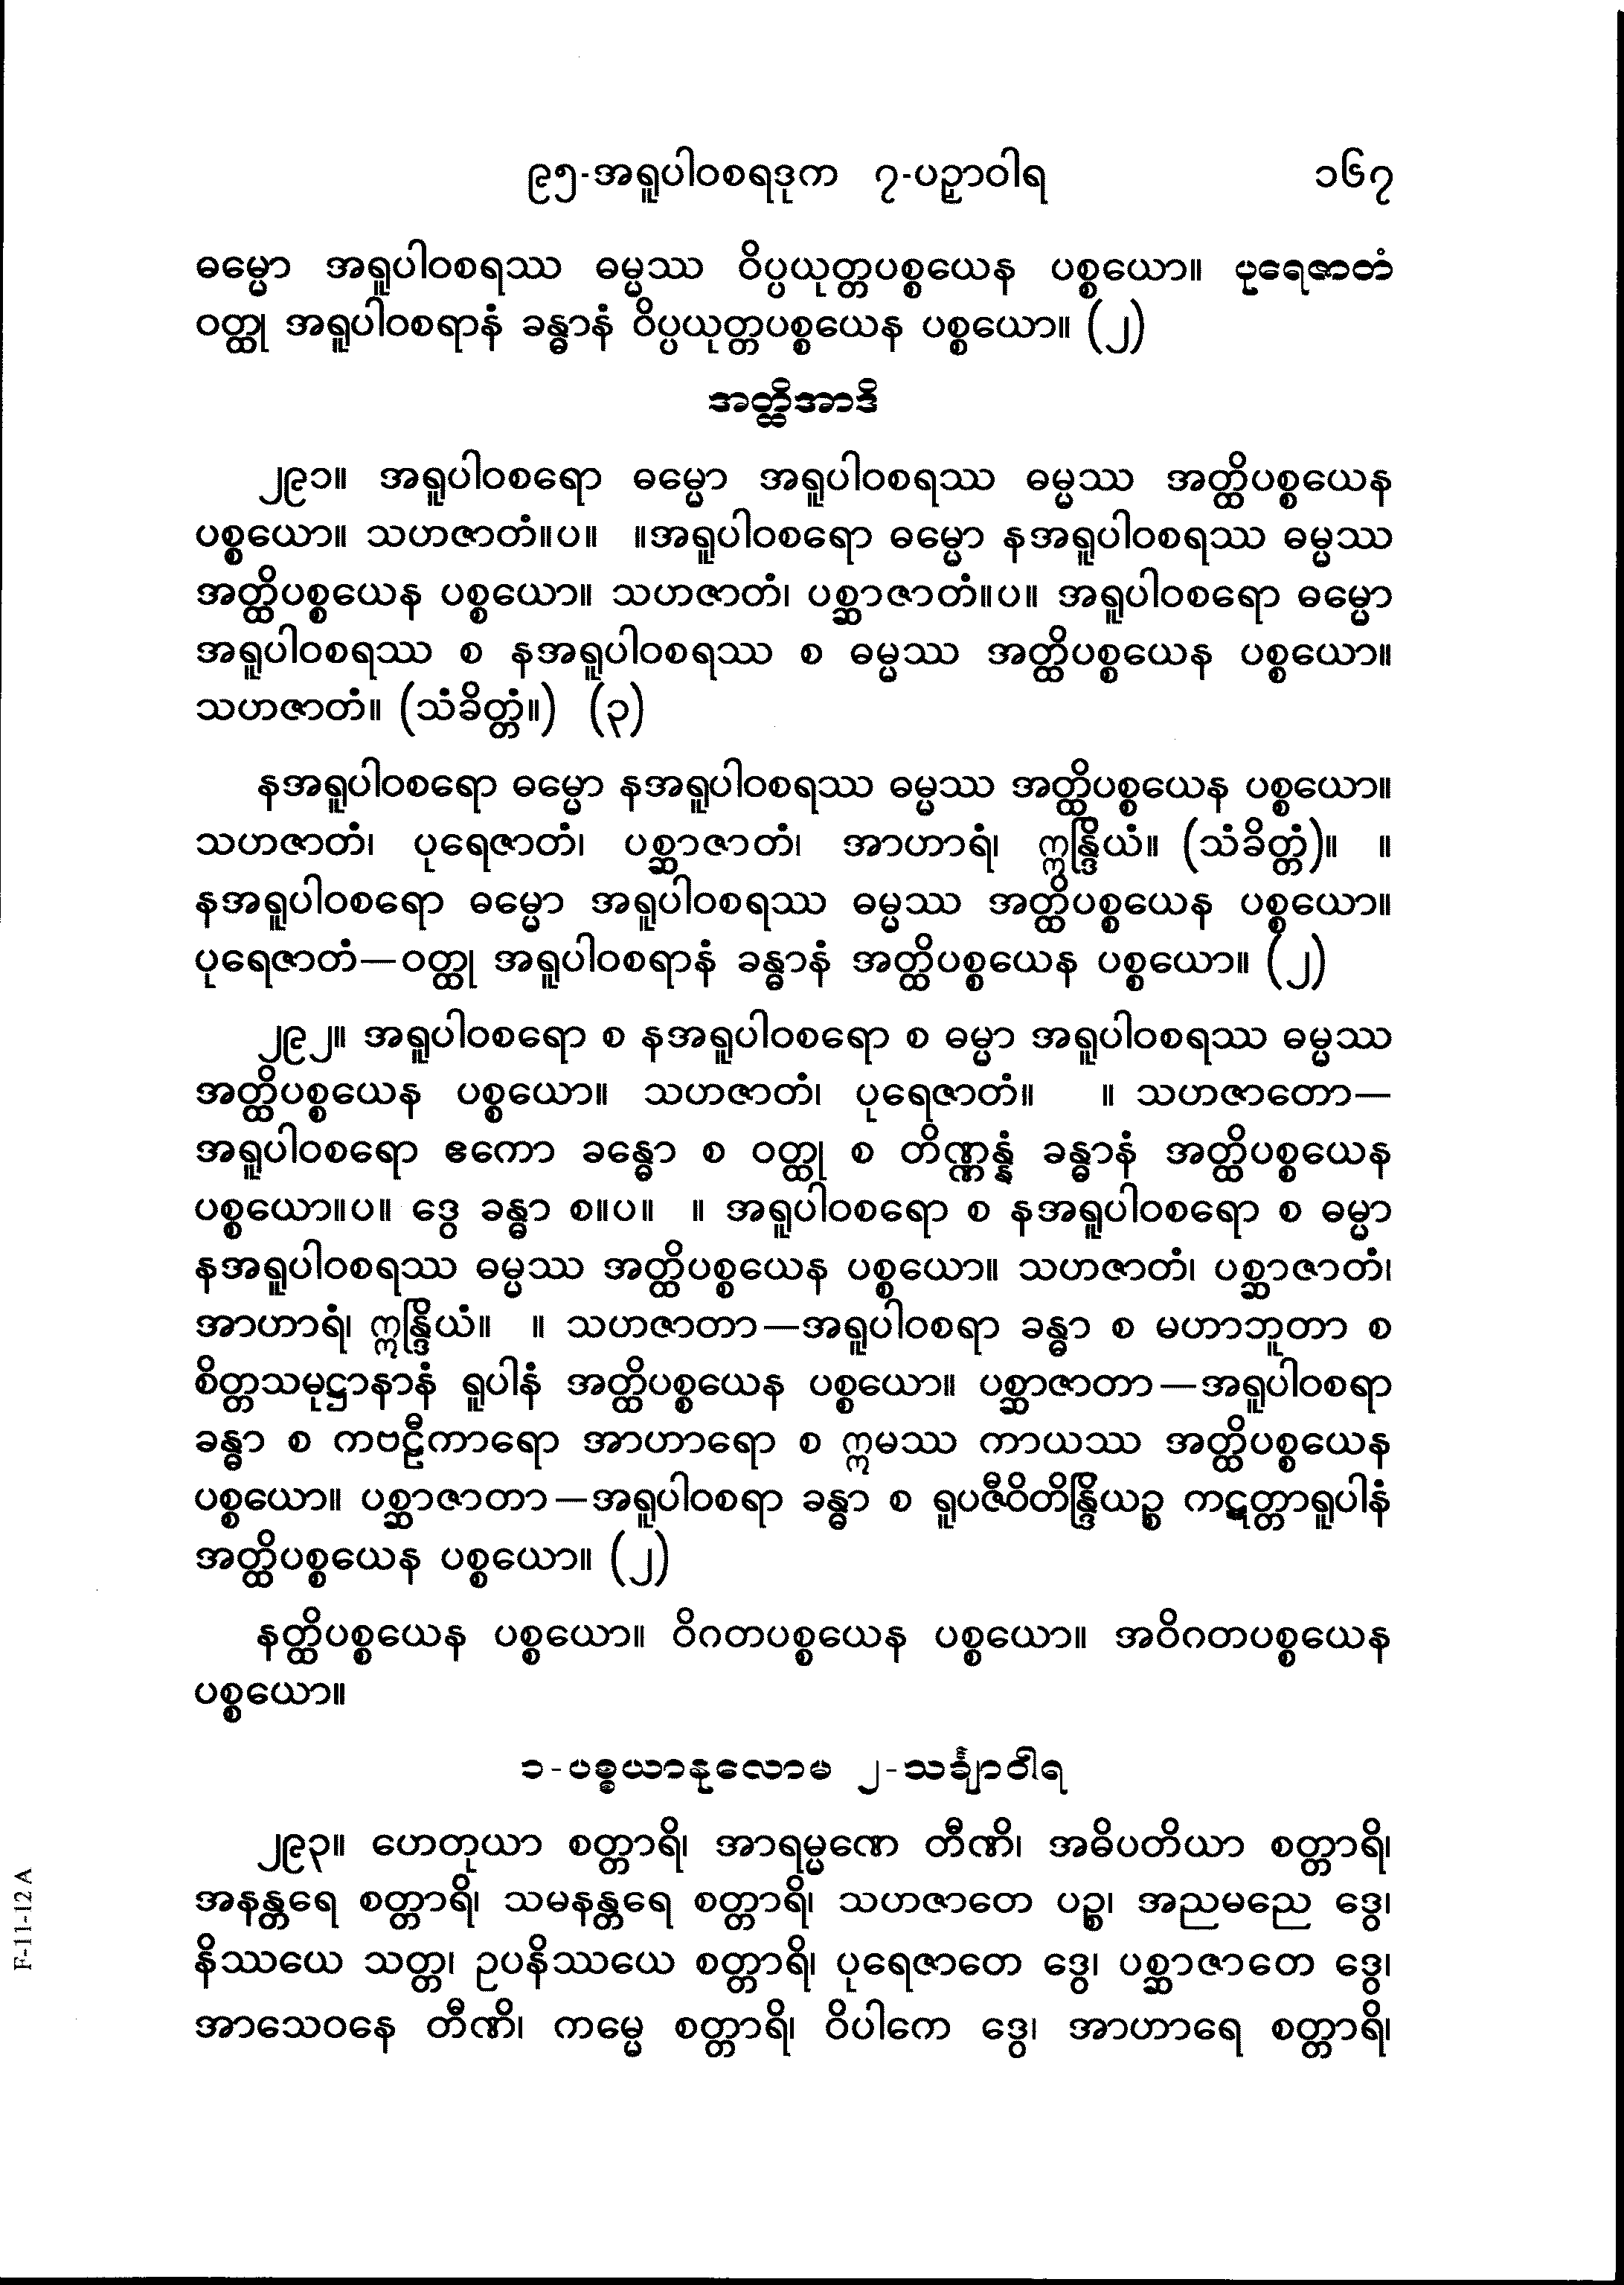 ၉၅-အရူပါဝစရဒုက ၇-ပဉှာဝါရ ၁၆၇
ဓမ္မော အရူပါဝစရဿ ဓမ္မဿ ဝိပ္ပယုတ္တပစ္စယေန ပစ္စယော။ ပုရေဇာတံ
ဝတ္ထု အရူပါဝစရာနံ ခန္ဓာနံ ဝိပ္ပယုတ္တပစ္စယေန ပစ္စယော။ (၂)
အတ္ထိအာဒိ
၂၉၁။ အရူပါဝစရော ဓမ္မော အရူပါဝစရဿ ဓမ္မဿ အတ္ထိပစ္စယေန
ပစ္စယော။ သဟဇာတံ။ပ။ ။အရူပါဝစရော ဓမ္မော နအရူပါဝစရဿ ဓမ္မဿ
အတ္ထိပစ္စယေန ပစ္စယော။ သဟဇာတံ၊ ပစ္ဆာဇာတံ။ပ။ အရူပါဝစရော ဓမ္မော
အရူပါဝစရဿ စ နအရူပါဝစရဿ စ ဓမ္မဿ အတ္ထိပစ္စယေန ပစ္စယော။
သဟဇာတံ။ (သံခိတ္တံ။) (၃)
နအရူပါဝစရော ဓမ္မော နအရူပါဝစရဿ ဓမ္မဿ အတ္ထိပစ္စယေန ပစ္စယော။
သဟဇာတံ၊ ပုရေဇာတံ၊ ပစ္ဆာဇာတံ၊ အာဟာရံ၊ ဣန္ဒြိယံ။ (သံခိတ္တံ)။ ။
နအရူပါဝစရော ဓမ္မော အရူပါဝစရဿ ဓမ္မဿ အတ္ထိပစ္စယေန ပစ္စယော။
ပုရေဇာတံ—ဝတ္ထု အရူပါဝစရာနံ ခန္ဓာနံ အတ္ထိပစ္စယေန ပစ္စယော။ (၂)
၂၉၂။ အရူပါဝစရော စ နအရူပါဝစရော စ ဓမ္မာ အရူပါဝစရဿ ဓမ္မဿ
အတ္ထိပစ္စယေန ပစ္စယော။ သဟဇာတံ၊ ပုရေဇာတံ။ ။ သဟဇာတော—
အရူပါဝစရော ဧကော ခန္ဓော စ ဝတ္ထု စ တိဏ္ဏန္နံ ခန္ဓာနံ အတ္ထိပစ္စယေန
ပစ္စယော။ပ။ ဒွေ ခန္ဓာ စ။ပ။ ။ အရူပါဝစရော စ နအရူပါဝစရော စ ဓမ္မာ
နအရူပါဝစရဿ ဓမ္မဿ အတ္ထိပစ္စယေန ပစ္စယော။ သဟဇာတံ၊ ပစ္ဆာဇာတံ၊
အာဟာရံ၊ ဣန္ဒြိယံ။ ။ သဟဇာတာ—အရူပါဝစရာ ခန္ဓာ စ မဟာဘူတာ စ
စိတ္တသမုဋ္ဌာနာနံ ရူပါနံ အတ္ထိပစ္စယေန ပစ္စယော။ ပစ္ဆာဇာတာ—အရူပါဝစရာ
ခန္ဓာ စ ကဗဠီကာရော အာဟာရော စ ဣမဿ ကာယဿ အတ္ထိပစ္စယေန
ပစ္စယော။ ပစ္ဆာဇာတာ—အရူပါဝစရာ ခန္ဓာ စ ရူပဇီဝိတိန္ဒြိယဉ္စ ကဋတ္တာရူပါနံ
အတ္ထိပစ္စယေန ပစ္စယော။ (၂)
နတ္ထိပစ္စယေန ပစ္စယော။ ဝိဂတပစ္စယေန ပစ္စယော။ အဝိဂတပစ္စယေန
ပစ္စယော။
၁-ပစ္စယာနုလောမ ၂-သင်္ချာဝါရ
၂၉၃။ ဟေတုယာ စတ္တာရိ၊ အာရမ္မဏေ တီဏိ၊ အဓိပတိယာ စတ္တာရိ၊
အနန္တရေ စတ္တာရိ၊ သမနန္တရေ စတ္တာရိ၊ သဟဇာတေ ပဉ္စ၊ အညမညေ ဒွေ၊
နိဿယေ သတ္တ၊ ဥပနိဿယေ စတ္တာရိ၊ ပုရေဇာတေ ဒွေ၊ ပစ္ဆာဇာတေ ဒွေ၊
အာသေဝနေ တီဏိ၊ ကမ္မေ စတ္တာရိ၊ ဝိပါကေ ဒွေ၊ အာဟာရေ စတ္တာရိ၊
F-11-12 A